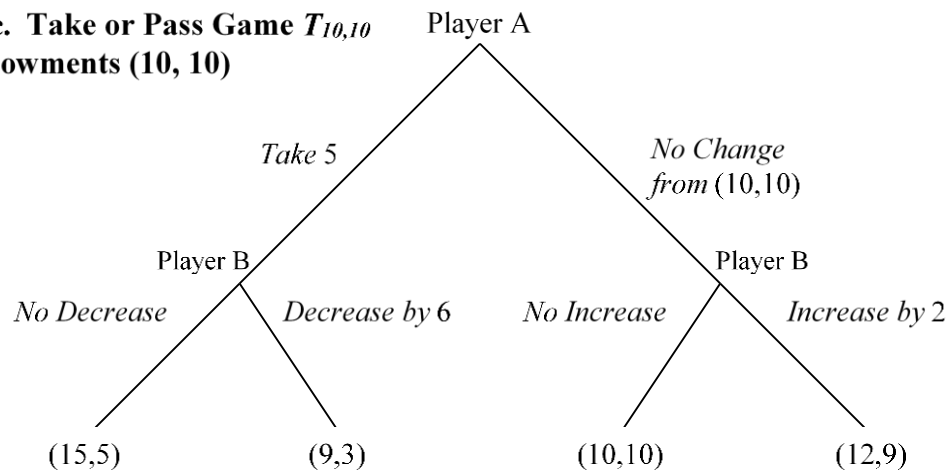 c. Take or Pass Game T10,10
owments (10, 10)
Player A
Take 5
No Change
from (10,10)
Player B
Player B
No Decrease
Decrease by 6
No Increase
Increase by 2
(15,5)
(9,3)
(10,10)
(12,9)